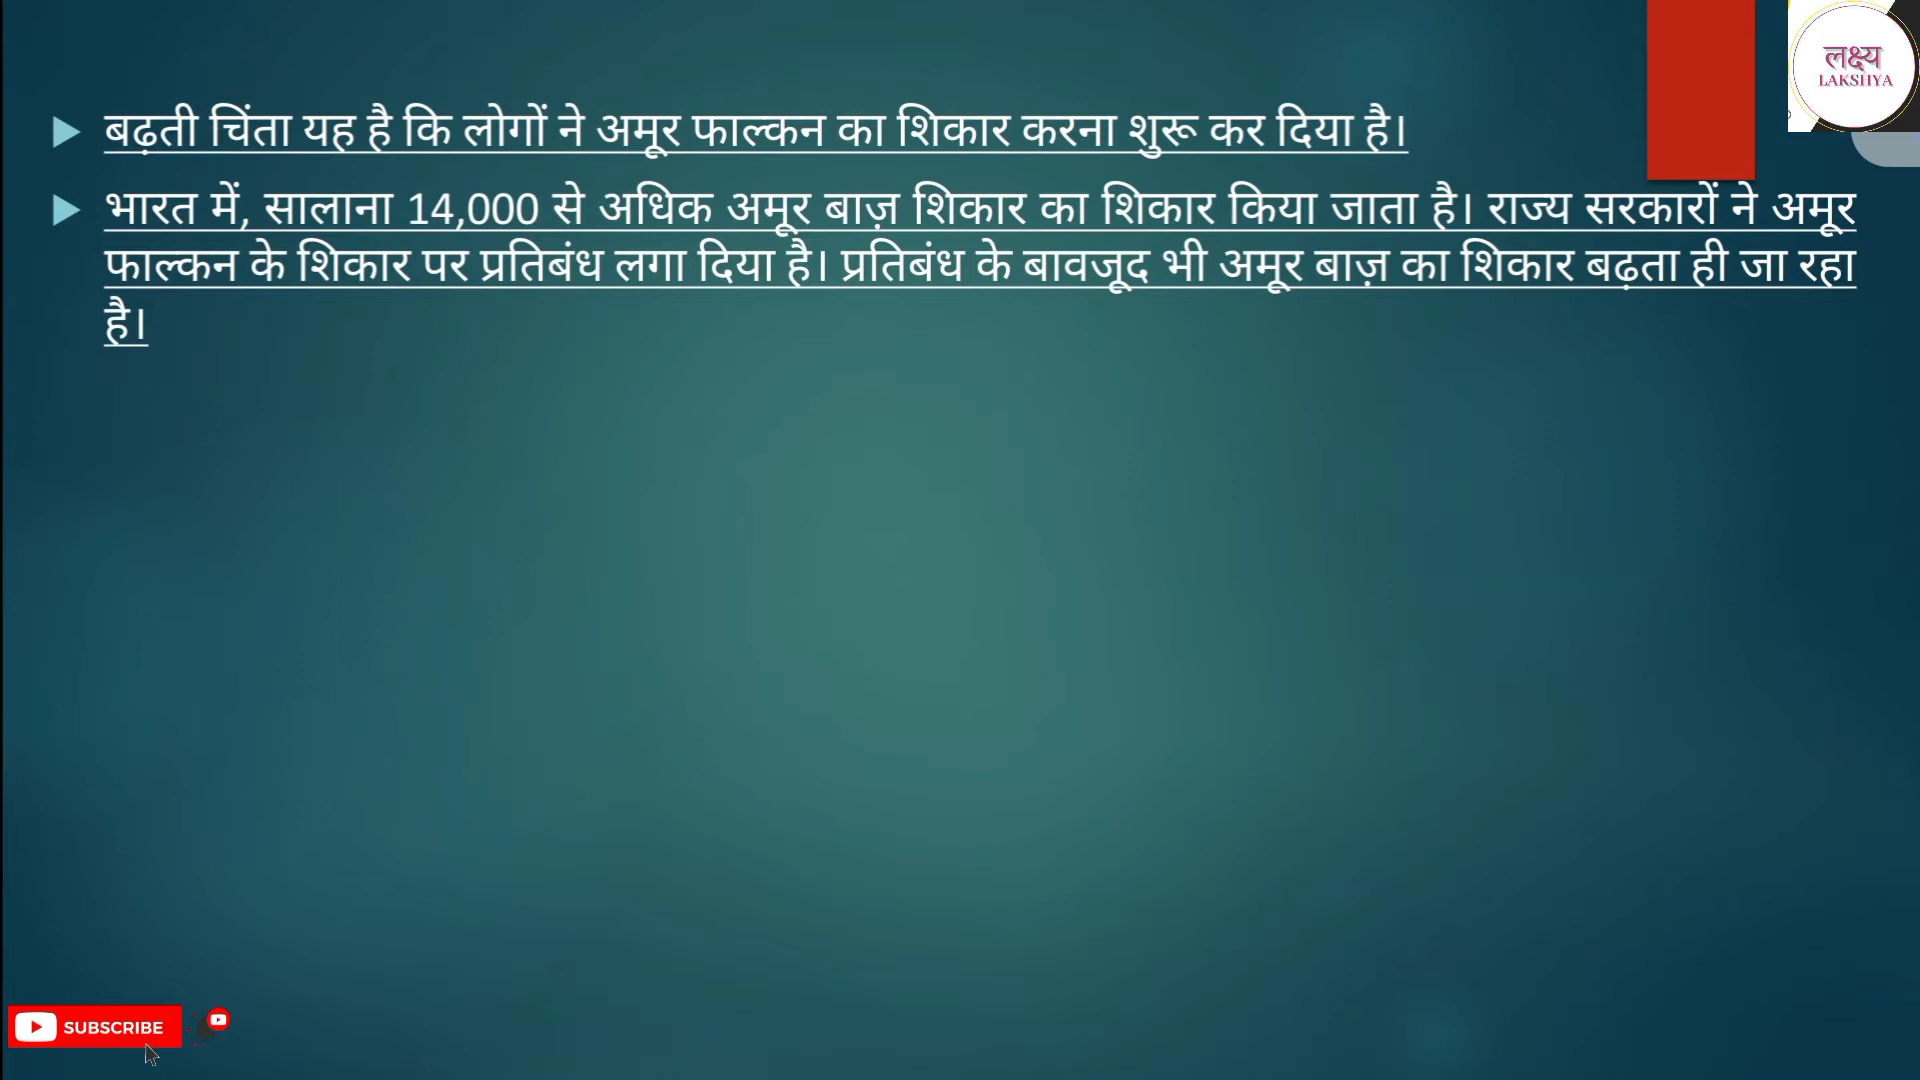 लक्ष्य
LAKSHYA
बढ़ती चिंता यह है कि लोगों ने अमूर फाल्कन का शिकार करना शुरू कर दिया है।
भारत में, सालाना 14,000 से अधिक अमूर बाज़ शिकार का शिकार किया जाता है। राज्य सरकारों ने अमूर
फाल्कन के शिकार पर प्रतिबंध लगा दिया है। प्रतिबंध के बावजूद भी अमूर बाज़ का शिकार बढ़ता ही जा रहा
है।
SUBSCRIBE